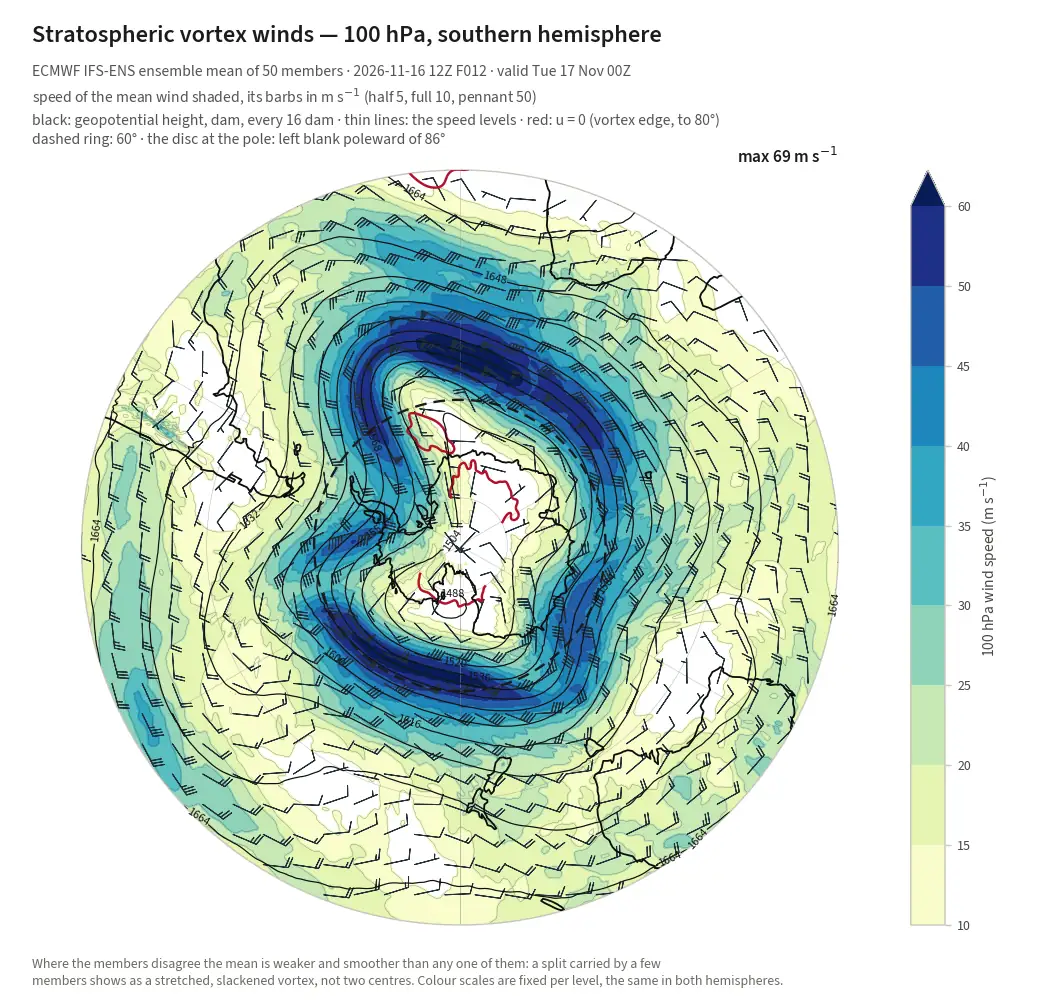 Stratospheric vortex winds — 100 hPa, southern hemisphere
ECMWF IFS-ENS ensemble mean of 50 members · 2026-11-16 12Z F012 · valid Tue 17 Nov 00Z
speed of the mean wind shaded, its barbs in m s⁻¹ (half 5, full 10, pennant 50)
black: geopotential height, dam, every 16 dam · thin lines: the speed levels · red: u = 0 (vortex edge, to 80°)
dashed ring: 60° · the disc at the pole: left blank poleward of 86°
max 69 m s⁻¹
60
50
45
40
35
30
25
20
15
10
100 hPa wind speed (m s⁻¹)
1664
1648
1664
1504
1488
1664
1520
1536
1616
1664
1664
1664
Where the members disagree the mean is weaker and smoother than any one of them: a split carried by a few
members shows as a stretched, slackened vortex, not two centres. Colour scales are fixed per level, the same in both hemispheres.